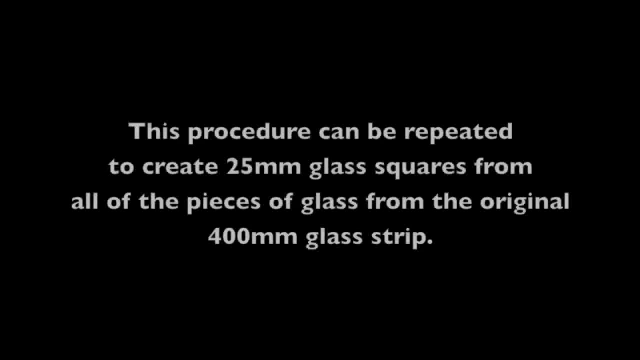 This procedure can be repeated
to create 25mm glass squares from
all of the pieces of glass from the original
400mm glass strip.